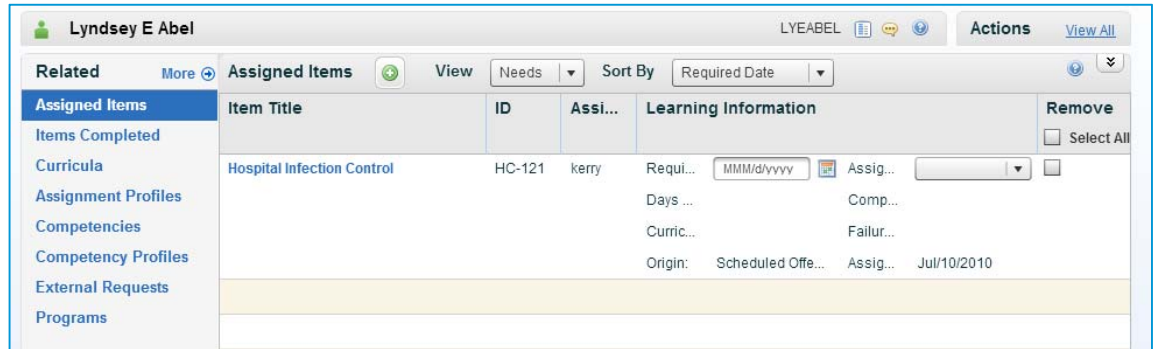 Lyndsey E Abel LYEABEL Actions View All
Related More Assigned Items View Needs Sort By Required Date
Assigned Items Item Title ID Assi... Learning Information Remove
Items Completed Select All
Curricula Hospital Infection Control HC-121 kerry Requi... MMM/d/yyyy Assig...
Assignment Profiles Days ... Comp...
Competencies Curric... Failur...
Competency Profiles Origin: Scheduled Offe... Assig... Jul/10/2010
External Requests
Programs